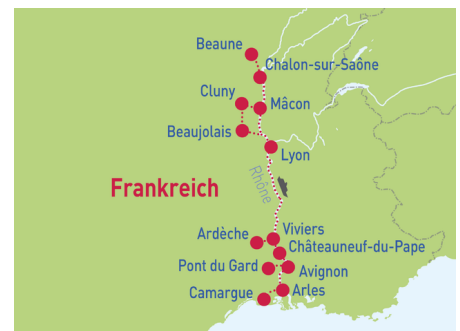 Beaune
Chalon-sur-Saône
Cluny
Mâcon
Beaujolais
Lyon
Rhône
Frankreich
Ardèche
Viviers
Châteauneuf-du-Pape
Pont du Gard
Avignon
Camargue
Arles